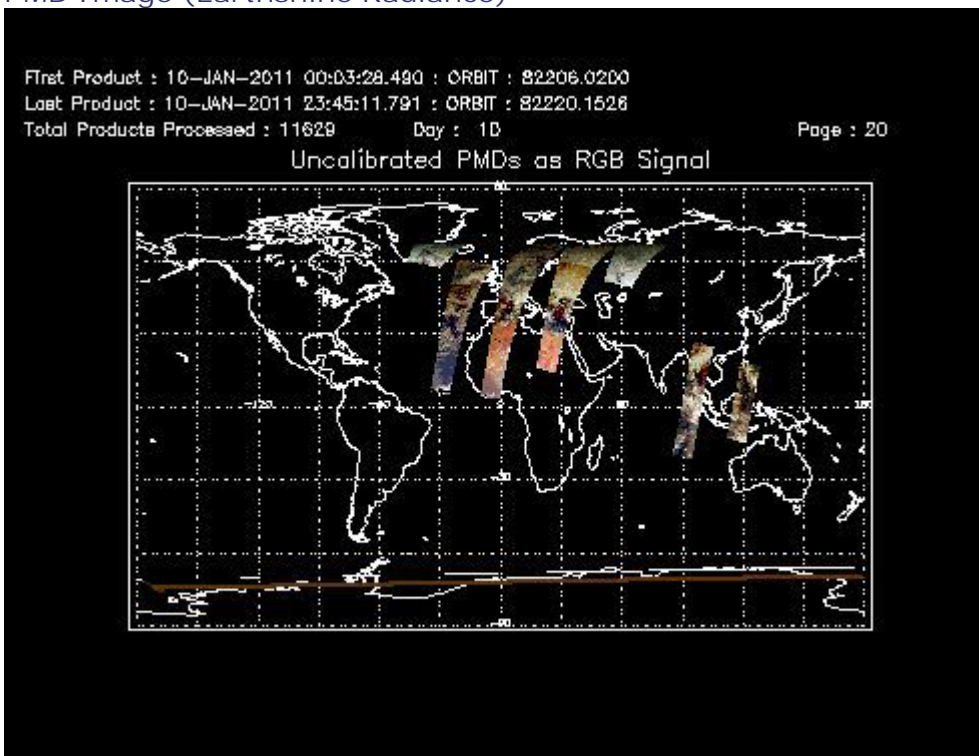 PMD Image (Earthshine Radiance)
First Product : 10-JAN-2011 00:03:28.490 : ORBIT : 82206.0200
Last Product : 10-JAN-2011 23:45:11.791 : ORBIT : 82220.1526
Total Products Processed : 11629 Day : 10 Page : 20
Uncalibrated PMDs as RGB Signal
-120